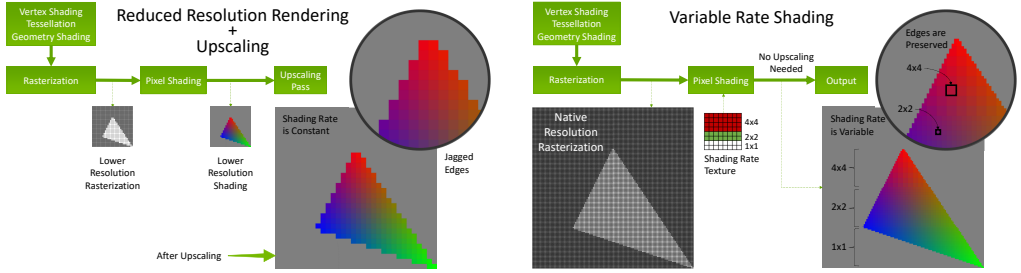 Reduced Resolution Rendering
+
Upscaling
Vertex Shading
Tessellation
Geometry Shading
Rasterization
Pixel Shading
Upscaling
Pass
Lower
Resolution
Rasterization
Lower
Resolution
Shading
Shading Rate
is Constant
Jagged
Edges
After Upscaling
Variable Rate Shading
Vertex Shading
Tessellation
Geometry Shading
Rasterization
Pixel Shading
No Upscaling
Needed
Output
Native
Resolution
Rasterization
4x4
2x2
1x1
Shading Rate
Texture
Edges are
Preserved
4x4
2x2
Shading Rate
is Variable
4x4
2x2
1x1